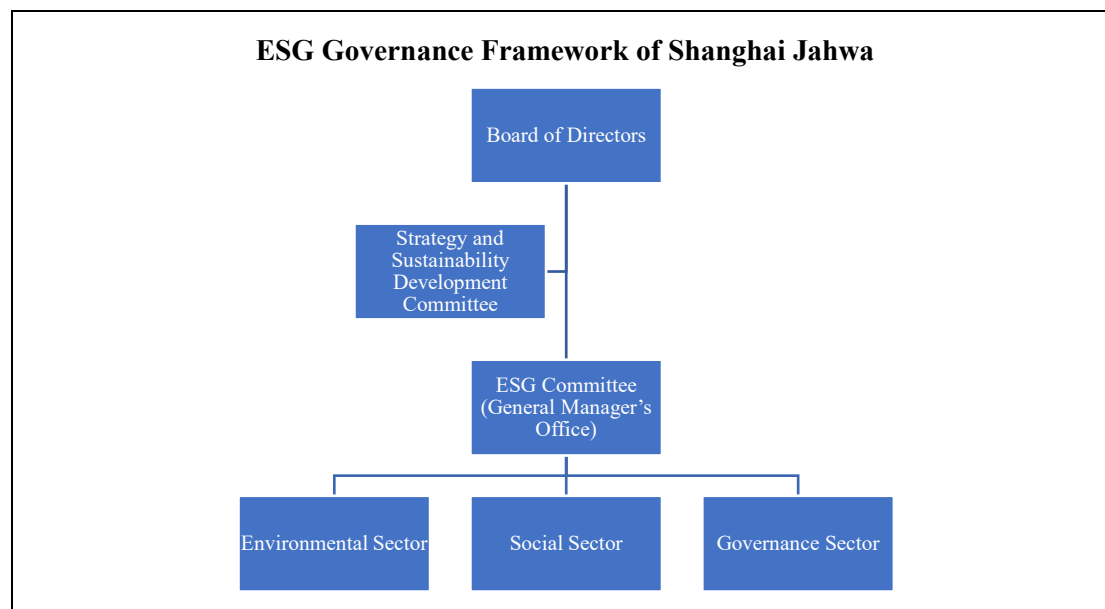 ESG Governance Framework of Shanghai Jahwa
Board of Directors
Strategy and
Sustainability
Development
Committee
ESG Committee
(General Manager’s
Office)
Environmental Sector
Social Sector
Governance Sector